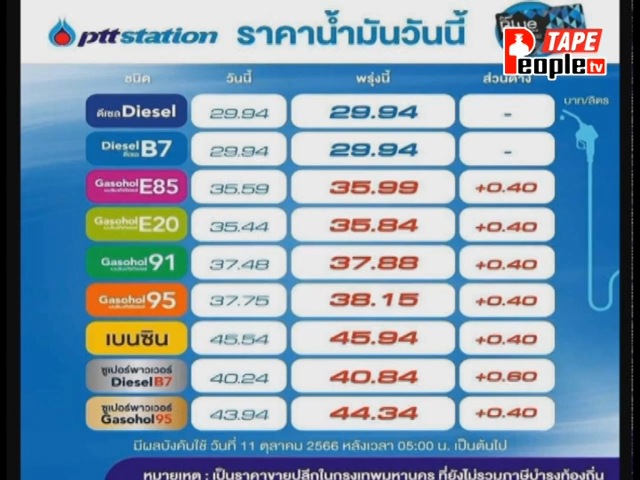 ptt station ราคาน้ำมันวันนี้
TAPE
People tv
ชนิด วันนี้ พรุ่งนี้ ส่วนต่าง
บาท/ลิตร
ดีเซล Diesel 29.94 29.94 -
Diesel ดีเซล B7 29.94 29.94 -
Gasohol E85 35.59 35.99 +0.40
Gasohol E20 35.44 35.84 +0.40
Gasohol 91 37.48 37.88 +0.40
Gasohol 95 37.75 38.15 +0.40
เบนซิน 45.54 45.94 +0.40
ซูเปอร์พาวเวอร์ Diesel B7 40.24 40.84 +0.60
ซูเปอร์พาวเวอร์ Gasohol 95 43.94 44.34 +0.40
มีผลบังคับใช้ วันที่ 11 ตุลาคม 2566 หลังเวลา 05:00 น. เป็นต้นไป
หมายเหตุ : เป็นราคาขายปลีกในกรุงเทพมหานคร ที่ยังไม่รวมภาษีบำรุงท้องถิ่น